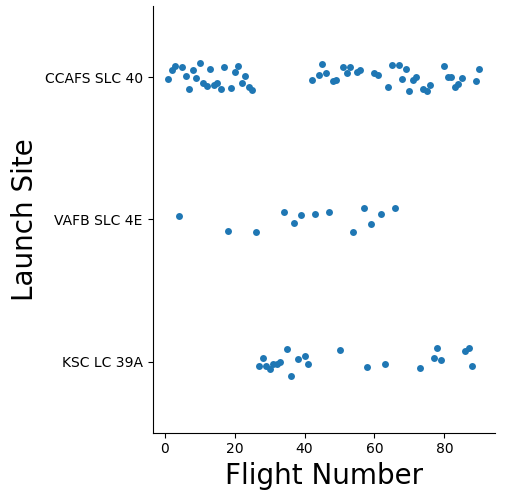 CCAFS SLC 40
VAFB SLC 4E
KSC LC 39A
Launch Site
0 20 40 60 80
Flight Number